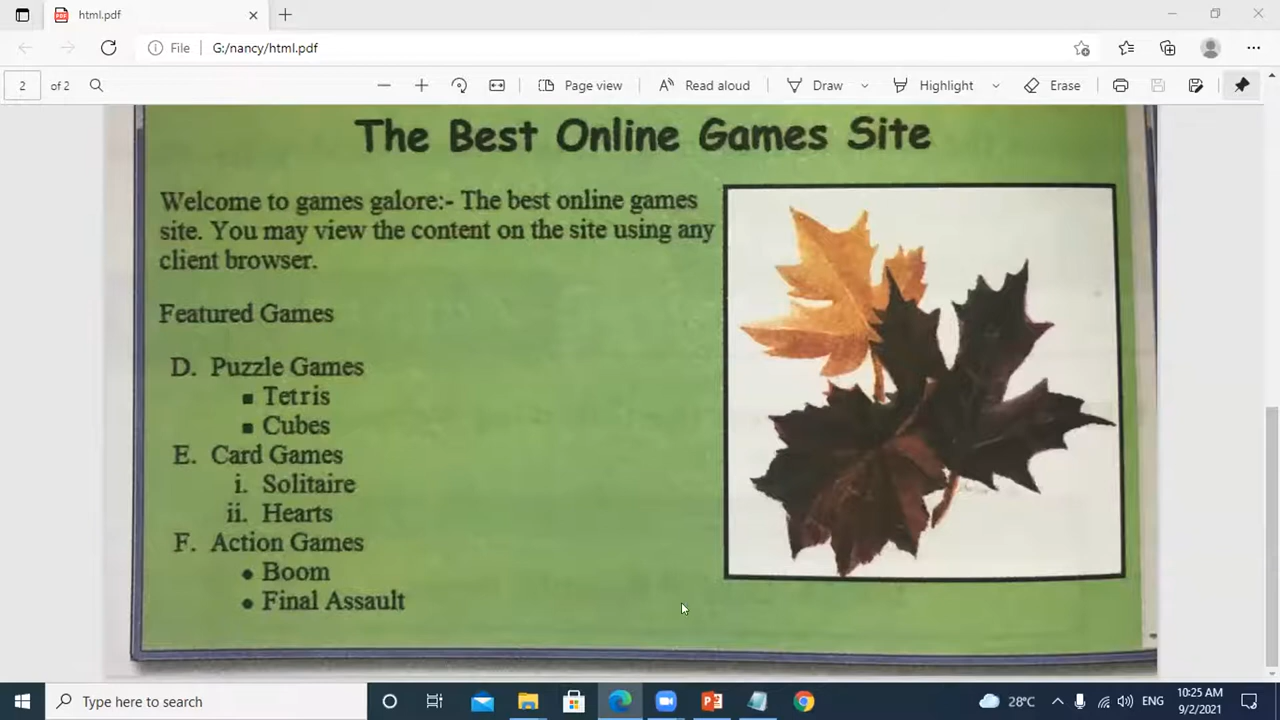 html.pdf
File G:/nancy/html.pdf
2 of 2 Page view Read aloud Draw Highlight Erase
The Best Online Games Site
Welcome to games galore:- The best online games
site. You may view the content on the site using any
client browser.
Featured Games
D. Puzzle Games
▪ Tetris
▪ Cubes
E. Card Games
i. Solitaire
ii. Hearts
F. Action Games
• Boom
• Final Assault
Type here to search 28°C ENG 10:25 AM
9/2/2021